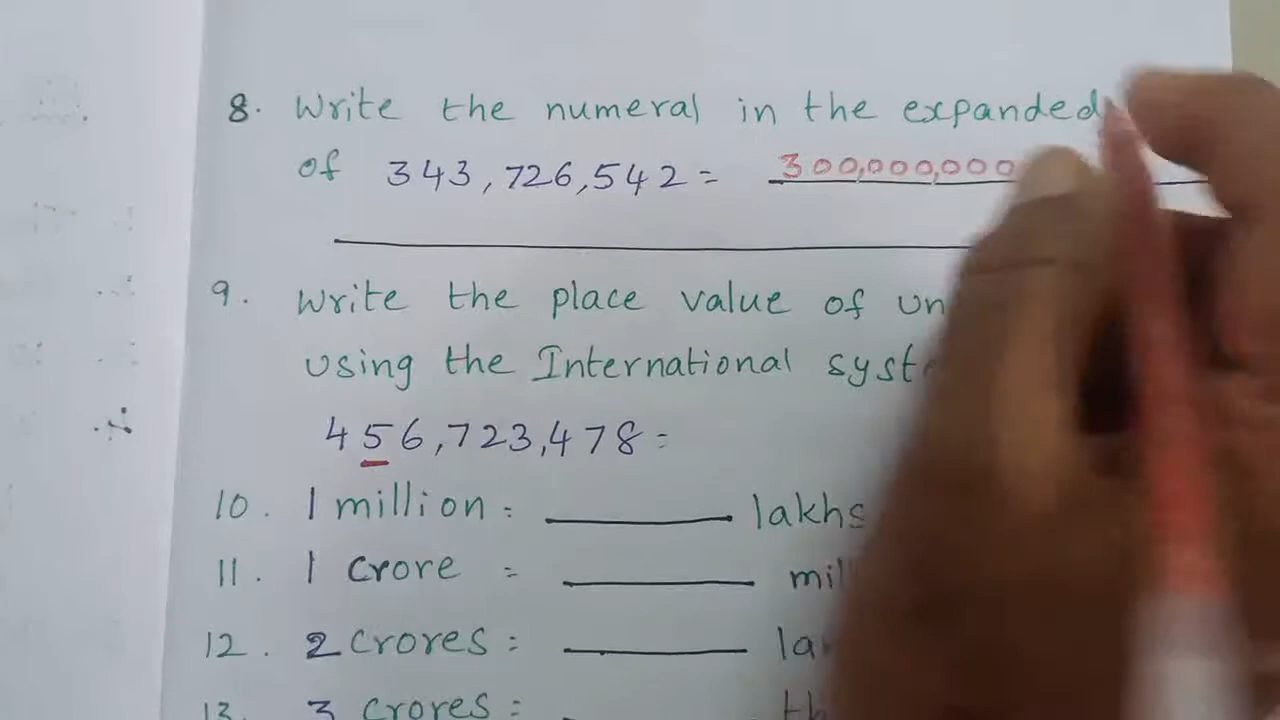 8. Write the numeral in the expanded
of 343,726,542 = 300,000,000
9. Write the place value of un
using the International syst
456,723,478 =
10. 1 million = lakhs
11. 1 crore = mil
12. 2 crores = la
13. 3 crores = th